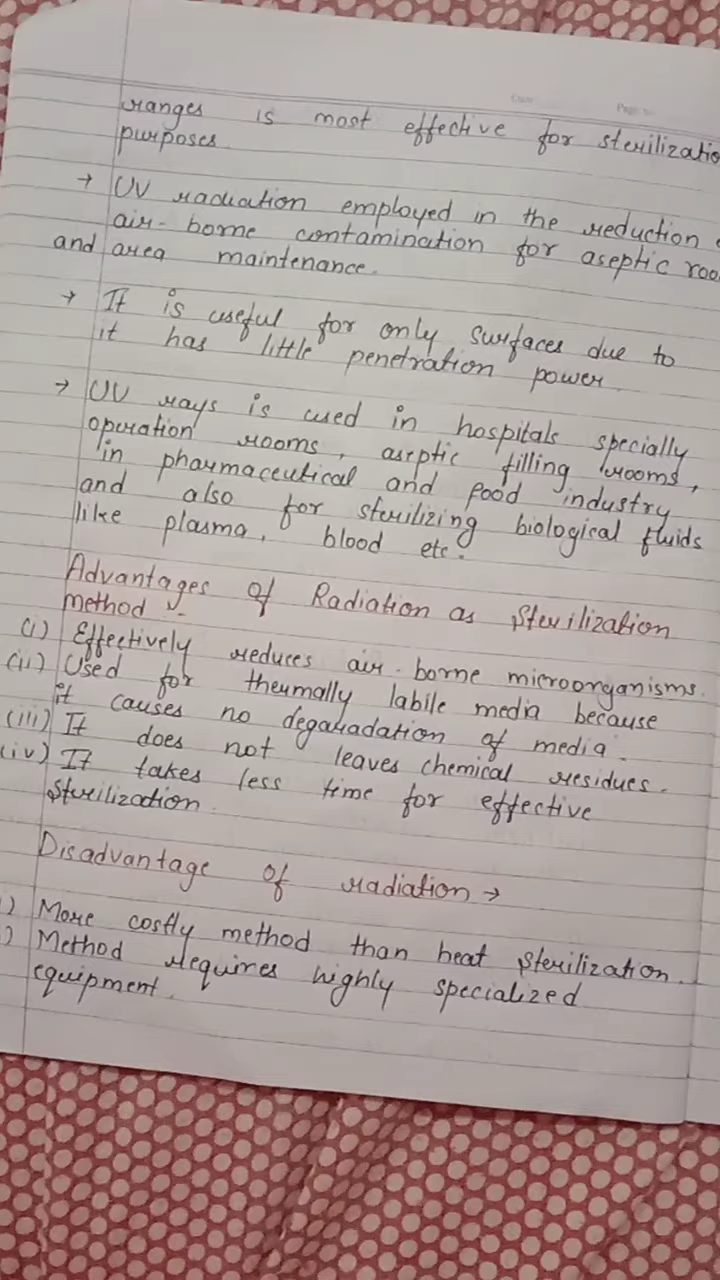 ranges is most effective for sterilizatio
purposes.
→ UV radiation employed in the reduction
air-borne contamination for aseptic roo
and area maintenance.
→ It is useful for only surfaces due to
it has little penetration power
→ UV rays is used in hospitals specially
operation rooms, aseptic filling rooms,
in pharmaceutical and food industry
and also for sterilizing biological fluids
like plasma, blood etc.
Advantages of Radiation as Sterilization
method -
(i) Effectively reduces air-borne microorganisms.
(ii) Used for thermally labile media because
it causes no degaradation of media.
(iii) It does not leaves chemical residues.
(iv) It takes less time for effective
sterilization.
Disadvantage of radiation →
) More costly method than heat sterilization.
) Method requires highly specialized
equipment.